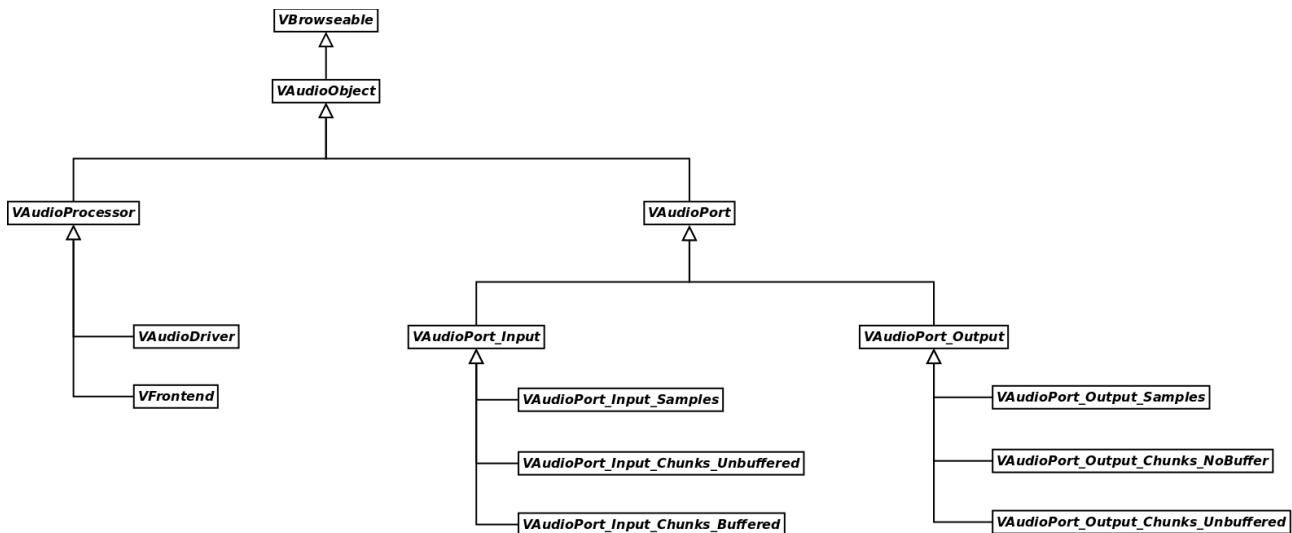 VBrowseable
VAudioObject
VAudioProcessor
VAudioPort
VAudioDriver
VAudioPort_Input
VAudioPort_Output
VFrontend
VAudioPort_Input_Samples
VAudioPort_Output_Samples
VAudioPort_Input_Chunks_Unbuffered
VAudioPort_Output_Chunks_NoBuffer
VAudioPort_Input_Chunks_Buffered
VAudioPort_Output_Chunks_Unbuffered